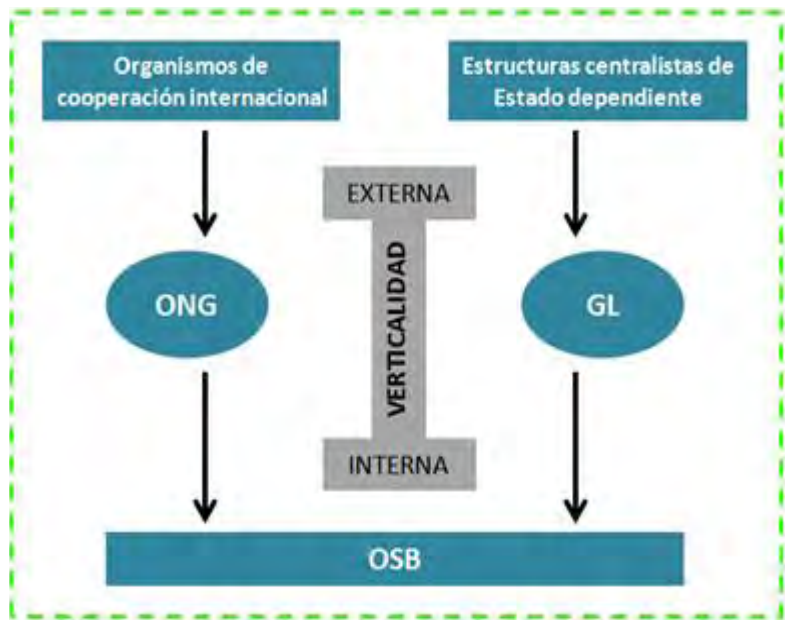 Organismos de
cooperación internacional
Estructuras centralistas de
Estado dependiente
EXTERNA
VERTICALIDAD
INTERNA
ONG
GL
OSB